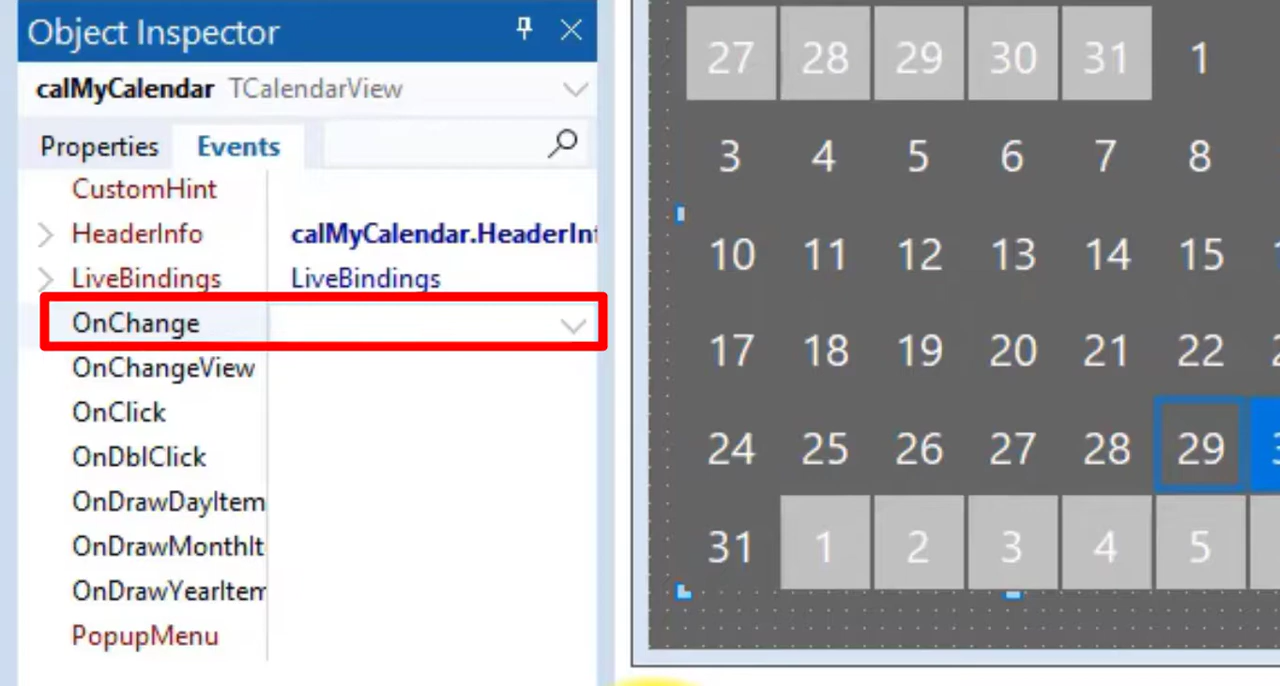 Object Inspector
calMyCalendar TCalendarView
Properties Events
CustomHint
HeaderInfo calMyCalendar.HeaderInf
LiveBindings LiveBindings
OnChange
OnChangeView
OnClick
OnDblClick
OnDrawDayItem
OnDrawMonthIt
OnDrawYearItem
PopupMenu
27 28 29 30 31 1
3 4 5 6 7 8
10 11 12 13 14 15
17 18 19 20 21 22
24 25 26 27 28 29
31 1 2 3 4 5